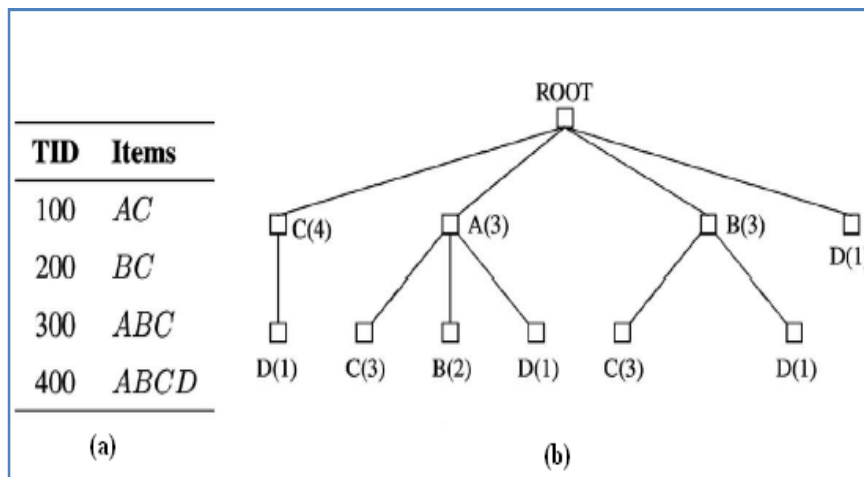 TID Items
100 AC
200 BC
300 ABC
400 ABCD
(a)
ROOT
C(4) A(3) B(3) D(1
D(1) C(3) B(2) D(1) C(3) D(1)
(b)